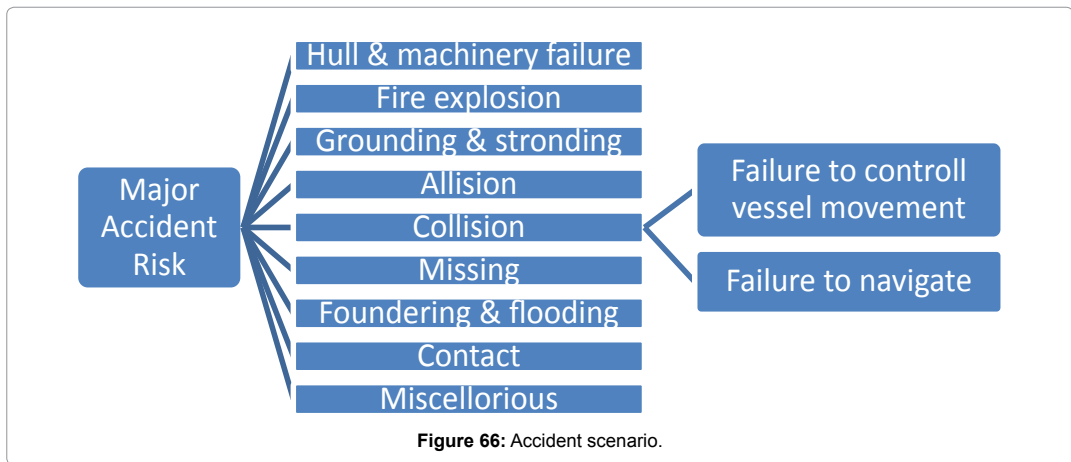 Major
Accident
Risk
Hull & machinery failure
Fire explosion
Grounding & stronding
Allision
Collision
Missing
Foundering & flooding
Contact
Miscellorious
Failure to controll
vessel movement
Failure to navigate
Figure 66: Accident scenario.